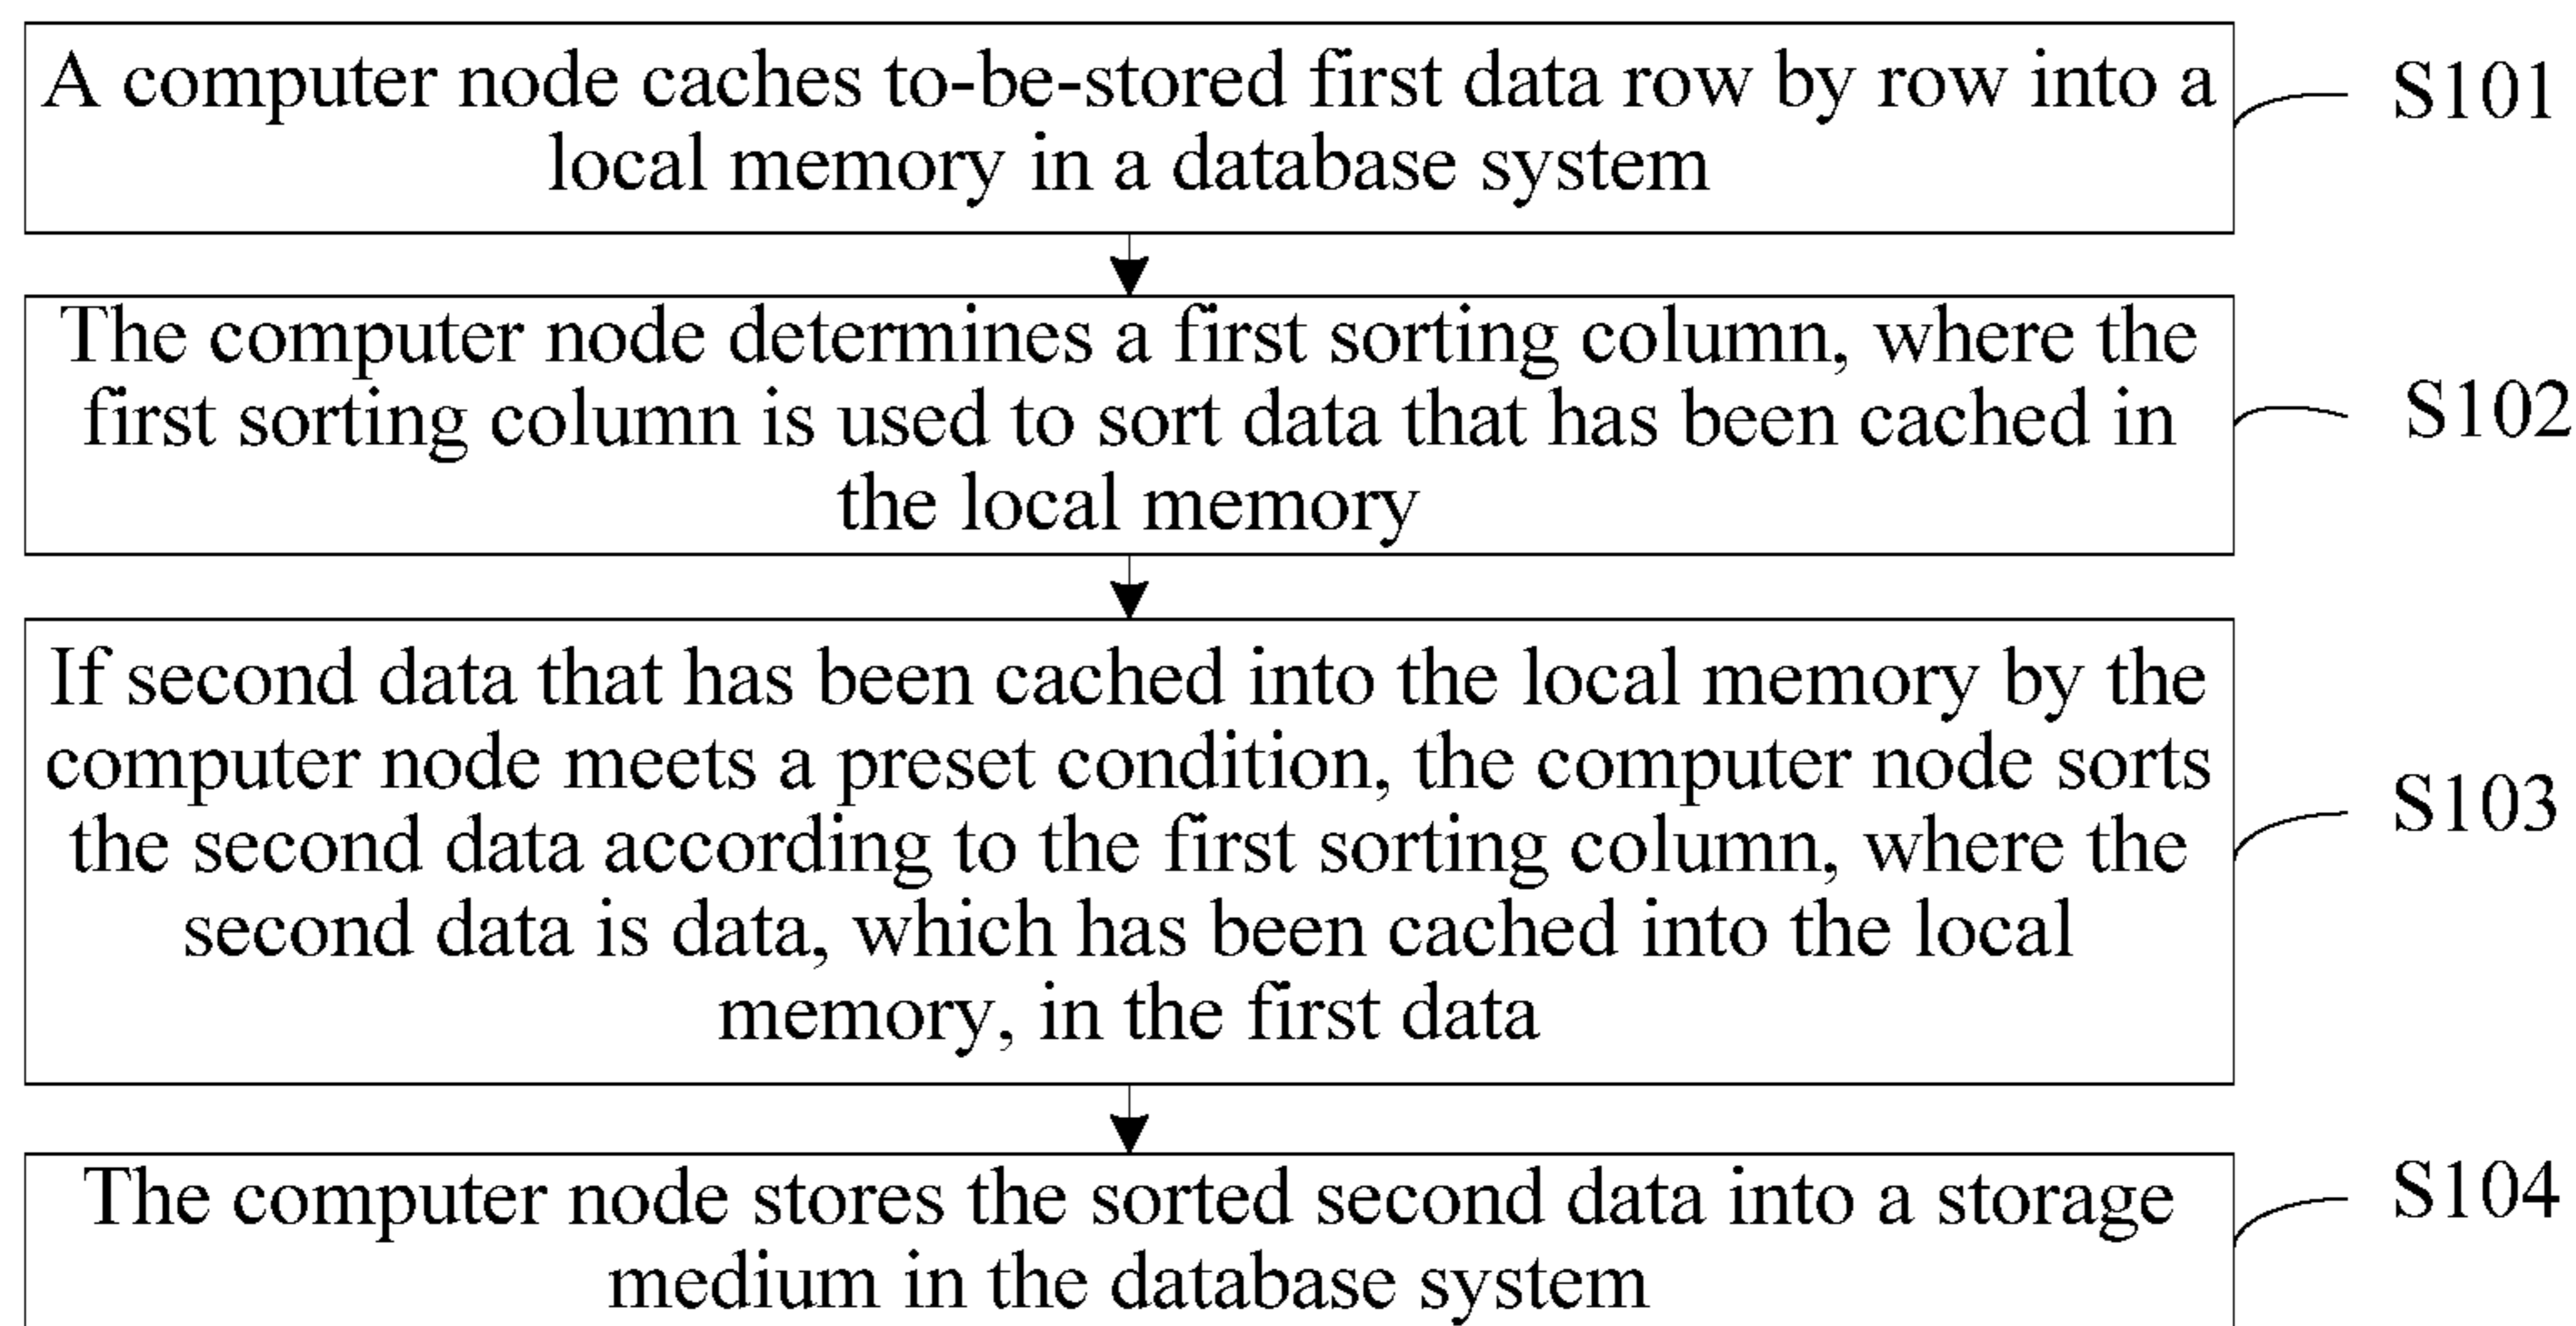 A computer node caches to-be-stored first data row by row into a
local memory in a database system
S101
The computer node determines a first sorting column, where the
first sorting column is used to sort data that has been cached in
the local memory
S102
If second data that has been cached into the local memory by the
computer node meets a preset condition, the computer node sorts
the second data according to the first sorting column, where the
second data is data, which has been cached into the local
memory, in the first data
S103
The computer node stores the sorted second data into a storage
medium in the database system
S104